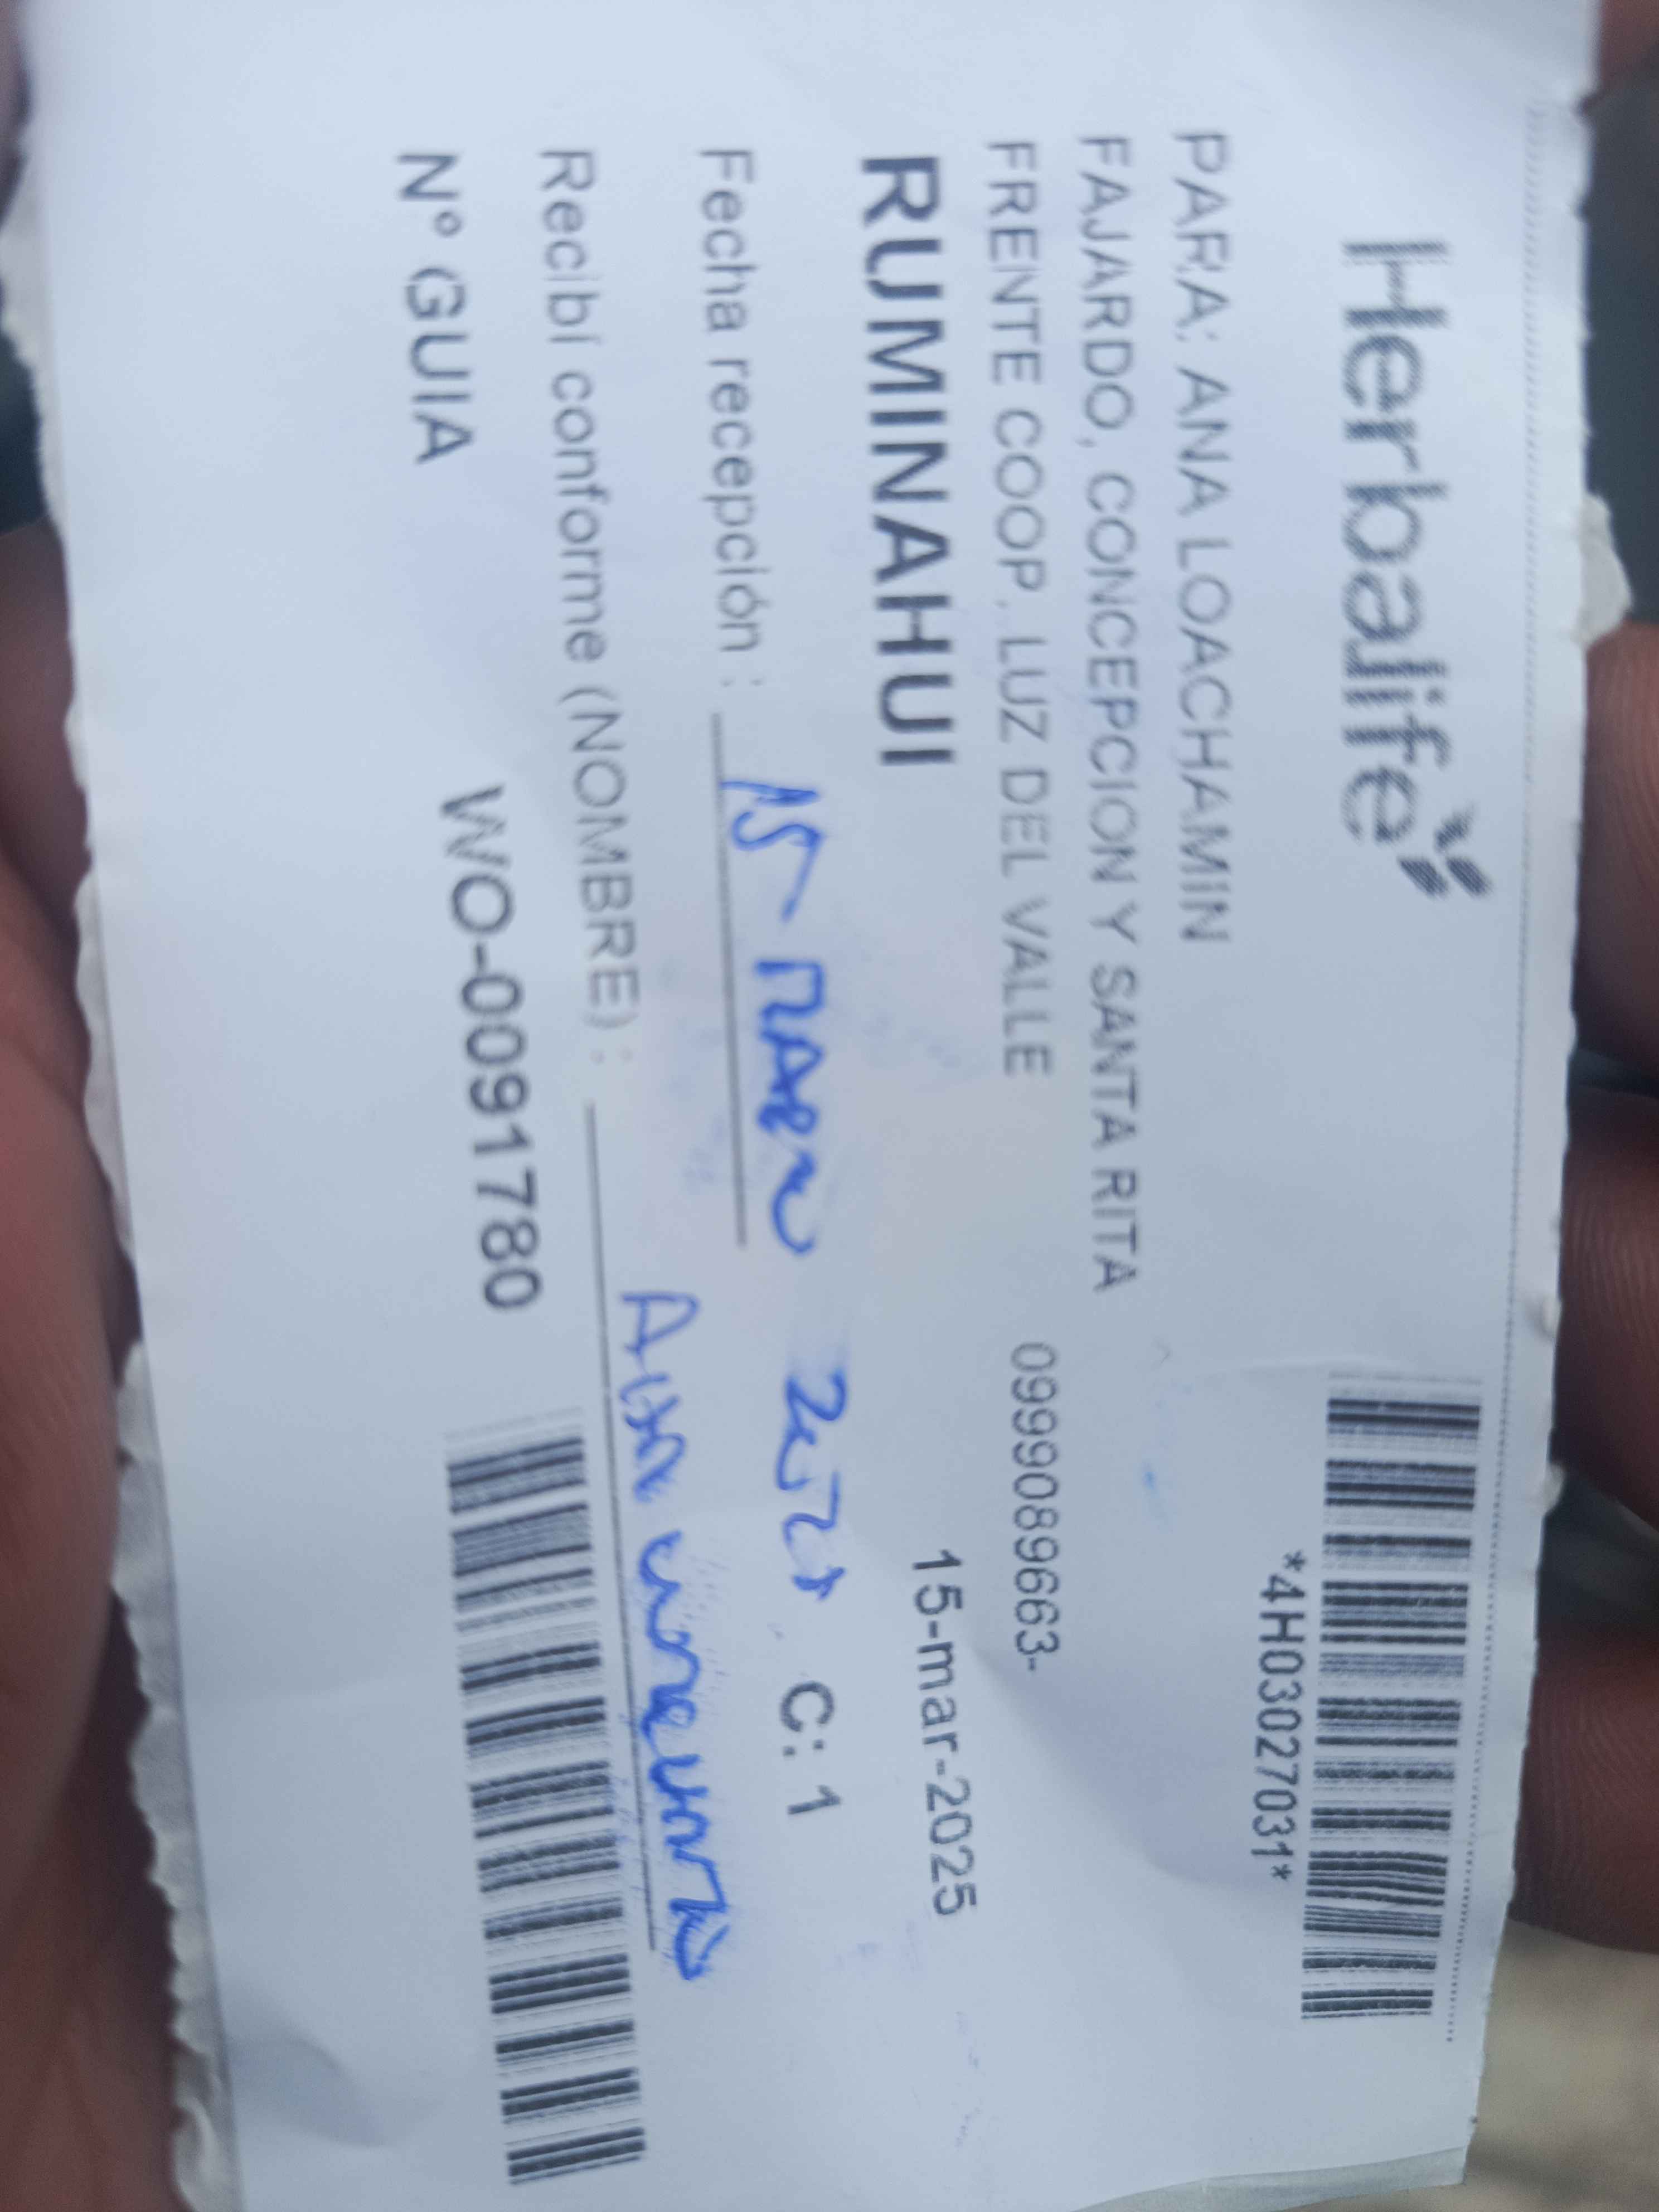 Herbalife
*4H03027031*
PARA: ANA LOACHAMIN
FAJARDO, CONCEPCION Y SANTA RITA
FRENTE COOP. LUZ DEL VALLE 0999089663-
RUMINAHUI 15-mar-2025
Fecha recepción : 15 MARZO C: 1
Recibí conforme (NOMBRE) :
N° GUIA WO-00917780